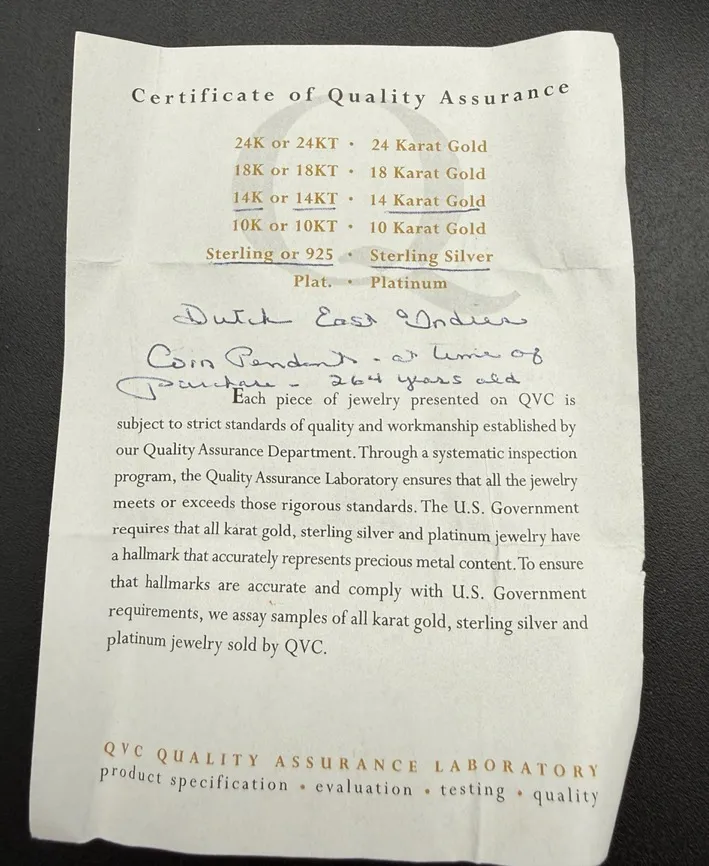 Certificate of Quality Assurance
24K or 24KT • 24 Karat Gold
18K or 18KT • 18 Karat Gold
14K or 14KT • 14 Karat Gold
10K or 10KT • 10 Karat Gold
Sterling or 925 • Sterling Silver
Plat. • Platinum
Dutch East Indies
Coin Pendant - at time of
Purchase - 264 years old
Each piece of jewelry presented on QVC is
subject to strict standards of quality and workmanship established by
our Quality Assurance Department. Through a systematic inspection
program, the Quality Assurance Laboratory ensures that all the jewelry
meets or exceeds those rigorous standards. The U.S. Government
requires that all karat gold, sterling silver and platinum jewelry have
a hallmark that accurately represents precious metal content. To ensure
that hallmarks are accurate and comply with U.S. Government
requirements, we assay samples of all karat gold, sterling silver and
platinum jewelry sold by QVC.
QVC QUALITY ASSURANCE LABORATORY
product specification • evaluation • testing • quality